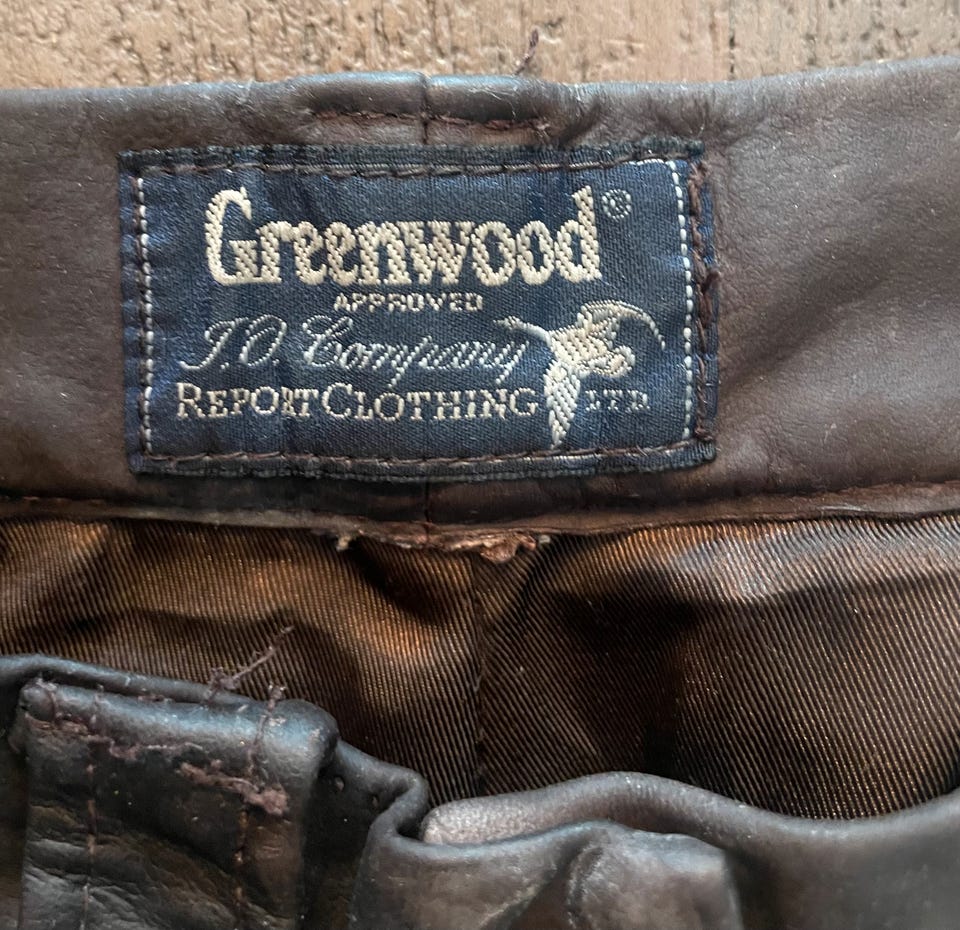 Greenwood®
APPROVED
J.O. Company
REPORT CLOTHING LTD